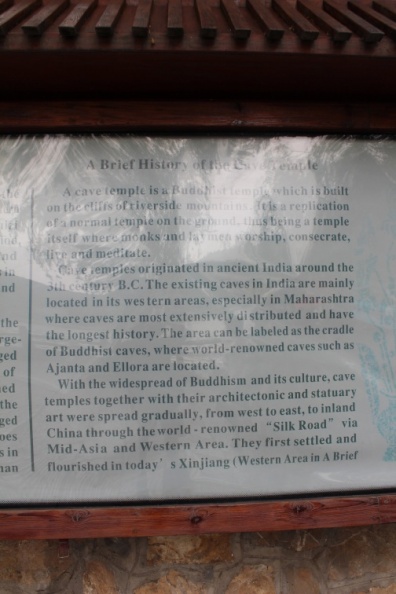 A Brief History of the Cave Temple
A cave temple is a Buddhist temple which is built
on the cliffs of riverside mountains. It is a replication
of a normal temple on the ground, thus being a temple
itself where monks and laymen worship, consecrate,
live and meditate.
Cave temples originated in ancient India around the
3th century B.C. The existing caves in India are mainly
located in its western areas, especially in Maharashtra
where caves are most extensively distributed and have
the longest history. The area can be labeled as the cradle
of Buddhist caves, where world-renowned caves such as
Ajanta and Ellora are located.
With the widespread of Buddhism and its culture, cave
temples together with their architectonic and statuary
art were spread gradually, from west to east, to inland
China through the world - renowned "Silk Road" via
Mid-Asia and Western Area. They first settled and
flourished in today's Xinjiang (Western Area in A Brief